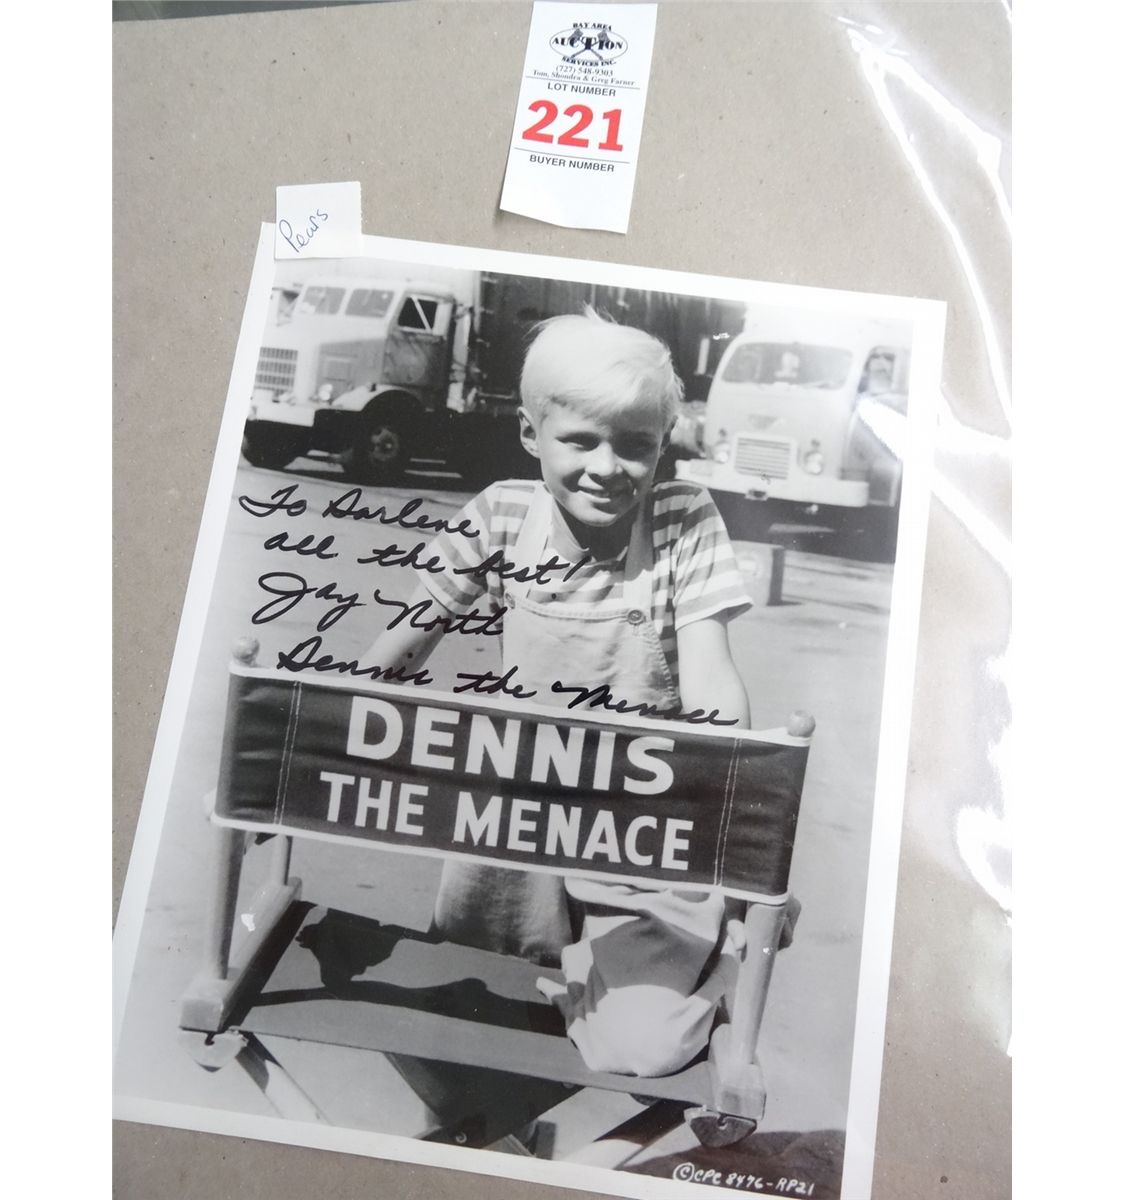 BAY AREA
AUCTION
SERVICES INC.
(727) 548-9303
Tom, Shondra & Greg Farner
LOT NUMBER
221
BUYER NUMBER
Pears
To Darlene
all the best!
Jay North
Dennis the Menace
DENNIS
THE MENACE
©CPC 8476-RP21